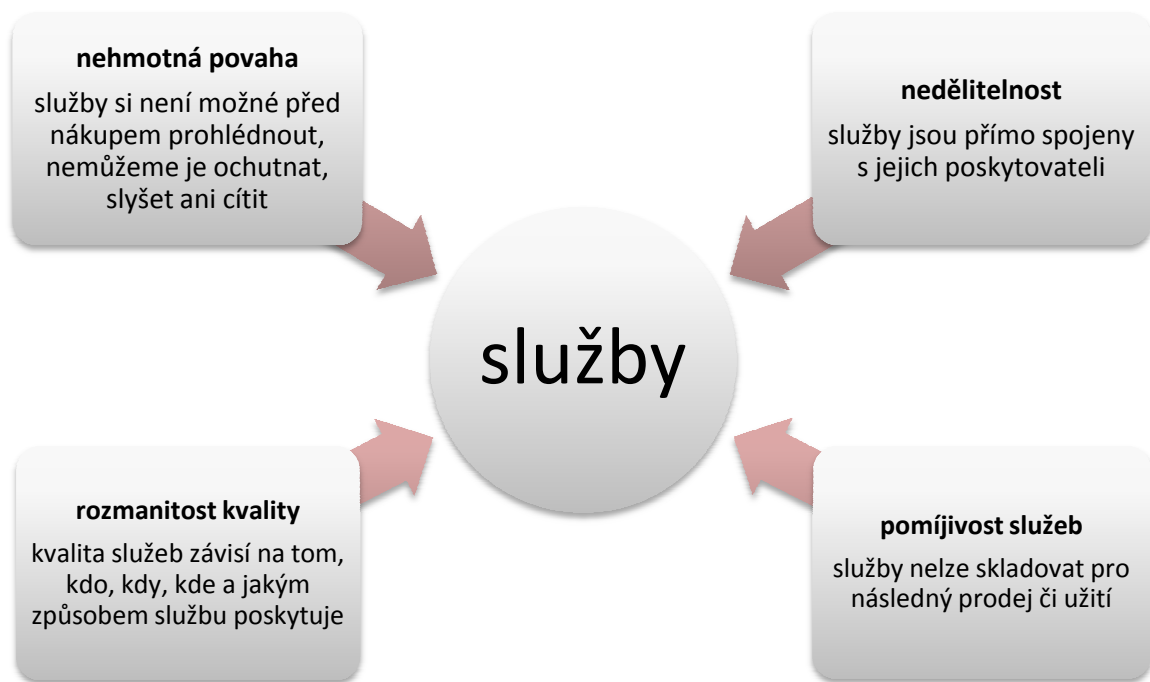 nehmotná povaha
služby si není možné před
nákupem prohlédnout,
nemůžeme je ochutnat,
slyšet ani cítit
nedělitelnost
služby jsou přímo spojeny
s jejich poskytovateli
služby
rozmanitost kvality
kvalita služeb závisí na tom,
kdo, kdy, kde a jakým
způsobem službu poskytuje
pomíjivost služeb
služby nelze skladovat pro
následný prodej či užití